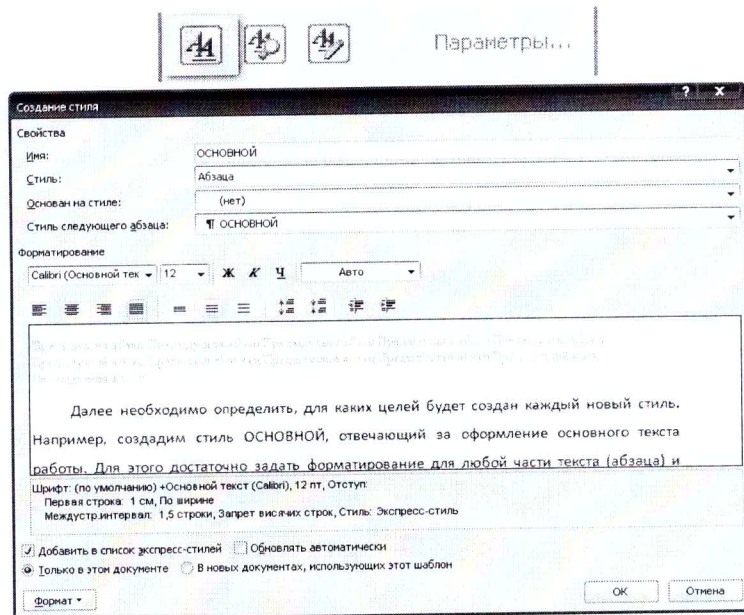 Параметры...
Создание стиля
Свойства
Имя: ОСНОВНОЙ
Стиль: Абзаца
Основан на стиле: (нет)
Стиль следующего абзаца: ¶ ОСНОВНОЙ
Форматирование
Calibri (Основной тек 12 Ж К Ч Авто
Далее необходимо определить, для каких целей будет создан каждый новый стиль.
Например, создадим стиль ОСНОВНОЙ, отвечающий за оформление основного текста
работы. Для этого достаточно задать форматирование для любой части текста (абзаца) и
Шрифт: (по умолчанию) +Основной текст (Calibri), 12 пт, Отступ:
Первая строка: 1 см, По ширине
Междустр.интервал: 1,5 строки, Запрет висячих строк, Стиль: Экспресс-стиль
Добавить в список экспресс-стилей Обновлять автоматически
Только в этом документе В новых документах, использующих этот шаблон
Формат
ОК Отмена